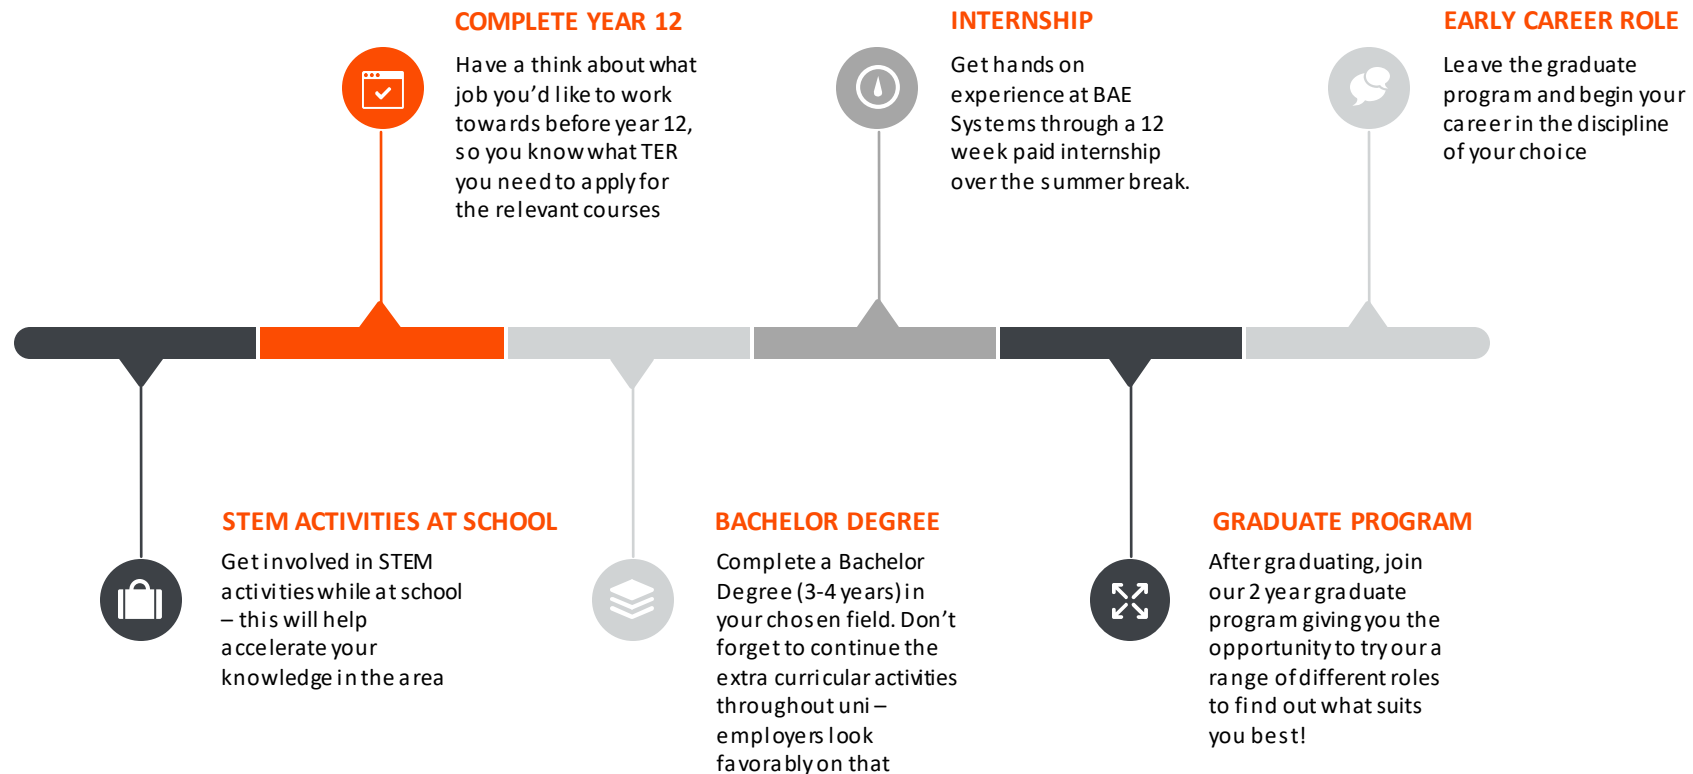 COMPLETE YEAR 12
Have a think about what
job you’d like to work
towards before year 12,
so you know what TER
you need to apply for
the relevant courses
INTERNSHIP
Get hands on
experience at BAE
Systems through a 12
week paid internship
over the summer break.
EARLY CAREER ROLE
Leave the graduate
program and begin your
career in the discipline
of your choice
STEM ACTIVITIES AT SCHOOL
Get involved in STEM
activities while at school
– this will help
accelerate your
knowledge in the area
BACHELOR DEGREE
Complete a Bachelor
Degree (3-4 years) in
your chosen field. Don’t
forget to continue the
extra curricular activities
throughout uni –
employers look
favorably on that
GRADUATE PROGRAM
After graduating, join
our 2 year graduate
program giving you the
opportunity to try our a
range of different roles
to find out what suits
you best!